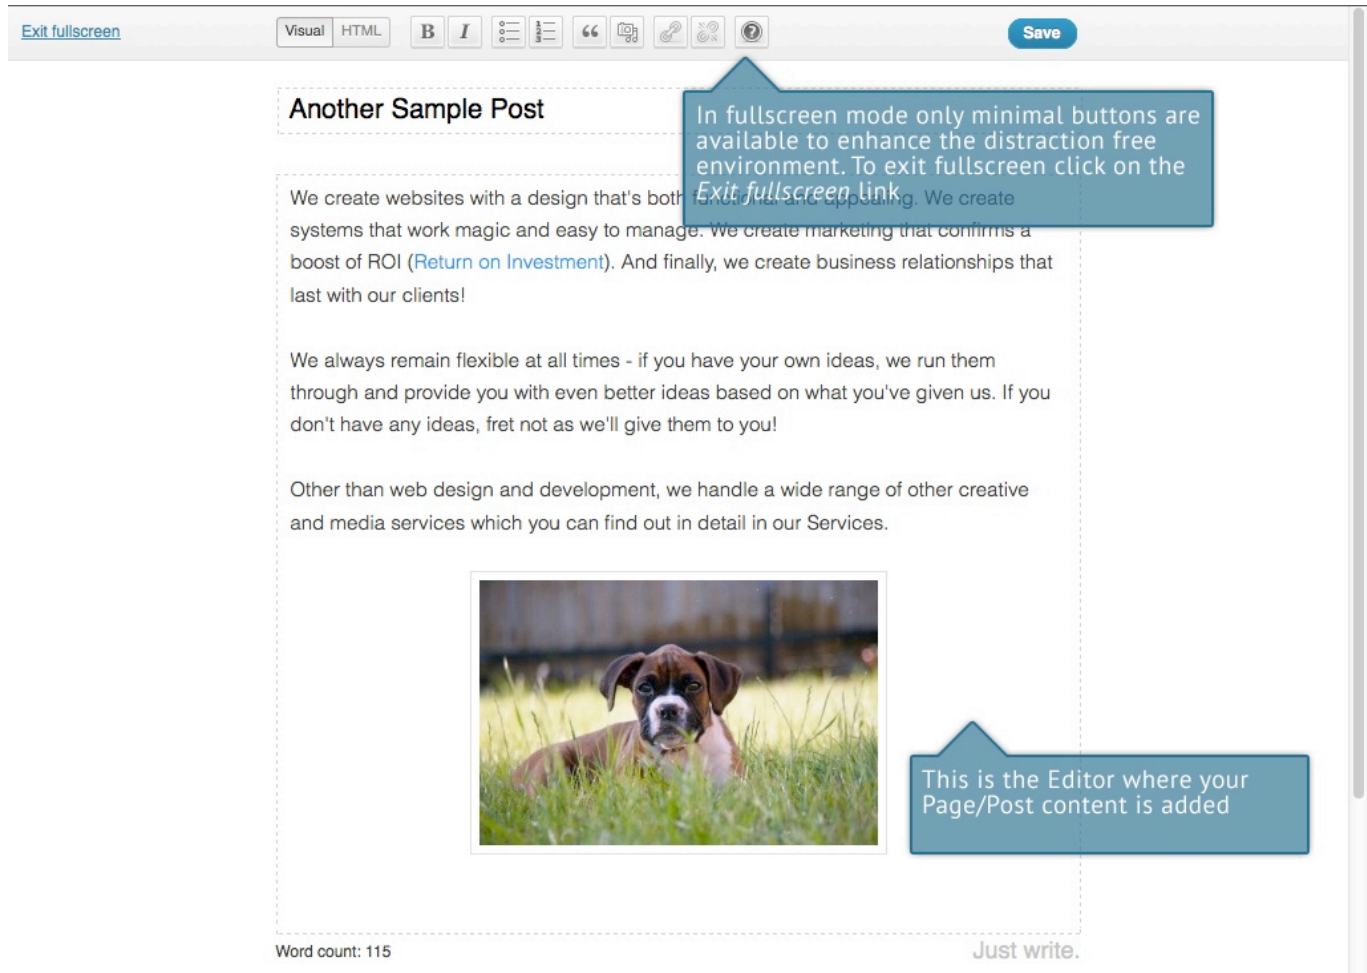 Exit fullscreen
Visual HTML
B I
Save
Another Sample Post
In fullscreen mode only minimal buttons are
available to enhance the distraction free
environment. To exit fullscreen click on the
Exit fullscreen link
We create websites with a design that's both functional and appealing. We create
systems that work magic and easy to manage. We create marketing that confirms a
boost of ROI (Return on Investment). And finally, we create business relationships that
last with our clients!
We always remain flexible at all times - if you have your own ideas, we run them
through and provide you with even better ideas based on what you've given us. If you
don't have any ideas, fret not as we'll give them to you!
Other than web design and development, we handle a wide range of other creative
and media services which you can find out in detail in our Services.
This is the Editor where your
Page/Post content is added
Word count: 115
Just write.